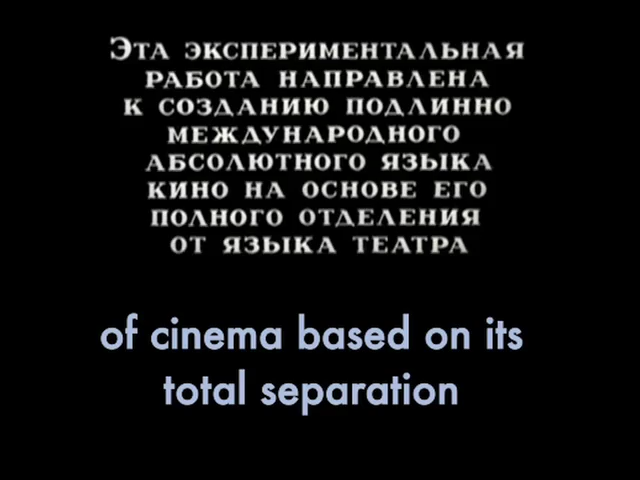 Эта экспериментальная
работа направлена
к созданию подлинно
международного
абсолютного языка
кино на основе его
полного отделения
от языка театра
of cinema based on its
total separation